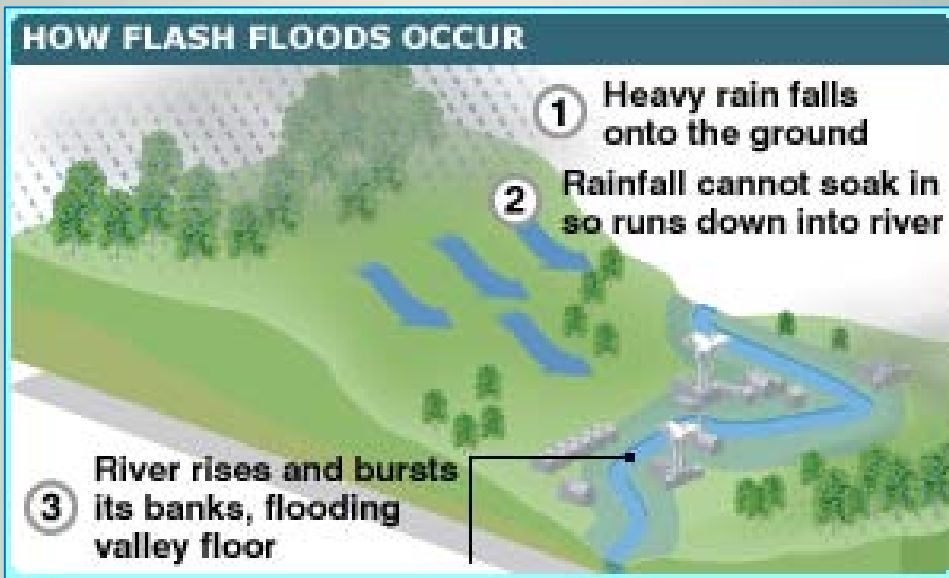 HOW FLASH FLOODS OCCUR
1 Heavy rain falls
onto the ground
2 Rainfall cannot soak in
so runs down into river
3 River rises and bursts
its banks, flooding
valley floor